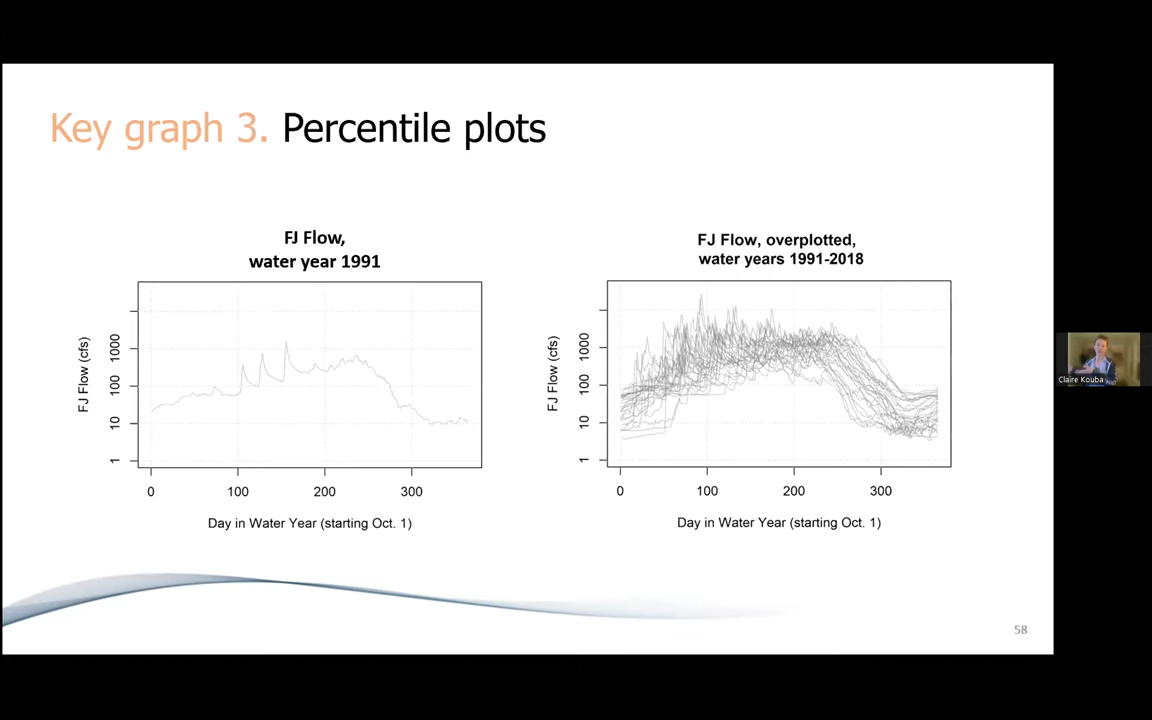 Key graph 3. Percentile plots
FJ Flow,
water year 1991
FJ Flow (cfs)
1000
100
10
1
0 100 200 300
Day in Water Year (starting Oct. 1)
FJ Flow, overplotted,
water years 1991-2018
FJ Flow (cfs)
1000
100
10
1
0 100 200 300
Day in Water Year (starting Oct. 1)
Claire Kouba
58